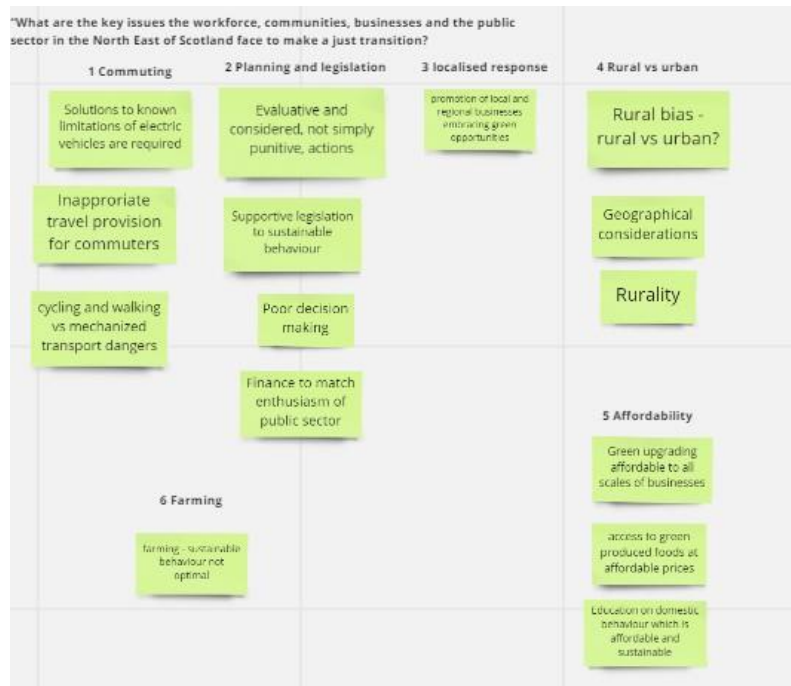 "What are the key issues the workforce, communities, businesses and the public
sector in the North East of Scotland face to make a just transition?
1 Commuting
Solutions to known
limitations of electric
vehicles are required
Inapproriate
travel provision
for commuters
cycling and walking
vs mechanized
transport dangers
2 Planning and legislation
Evaluative and
considered, not simply
punitive, actions
Supportive legislation
to sustainable
behaviour
Poor decision
making
Finance to match
enthusiasm of
public sector
3 localised response
promotion of local and
regional businesses
embracing green
opportunities
4 Rural vs urban
Rural bias -
rural vs urban?
Geographical
considerations
Rurality
5 Affordability
Green upgrading
affordable to all
scales of businesses
access to green
produced foods at
affordable prices
Education on domestic
behaviour which is
affordable and
sustainable
6 Farming
farming - sustainable
behaviour not
optimal